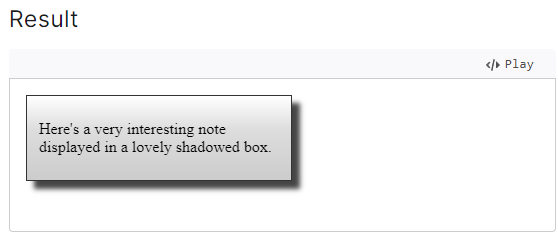 Result
</> Play
Here's a very interesting note
displayed in a lovely shadowed box.